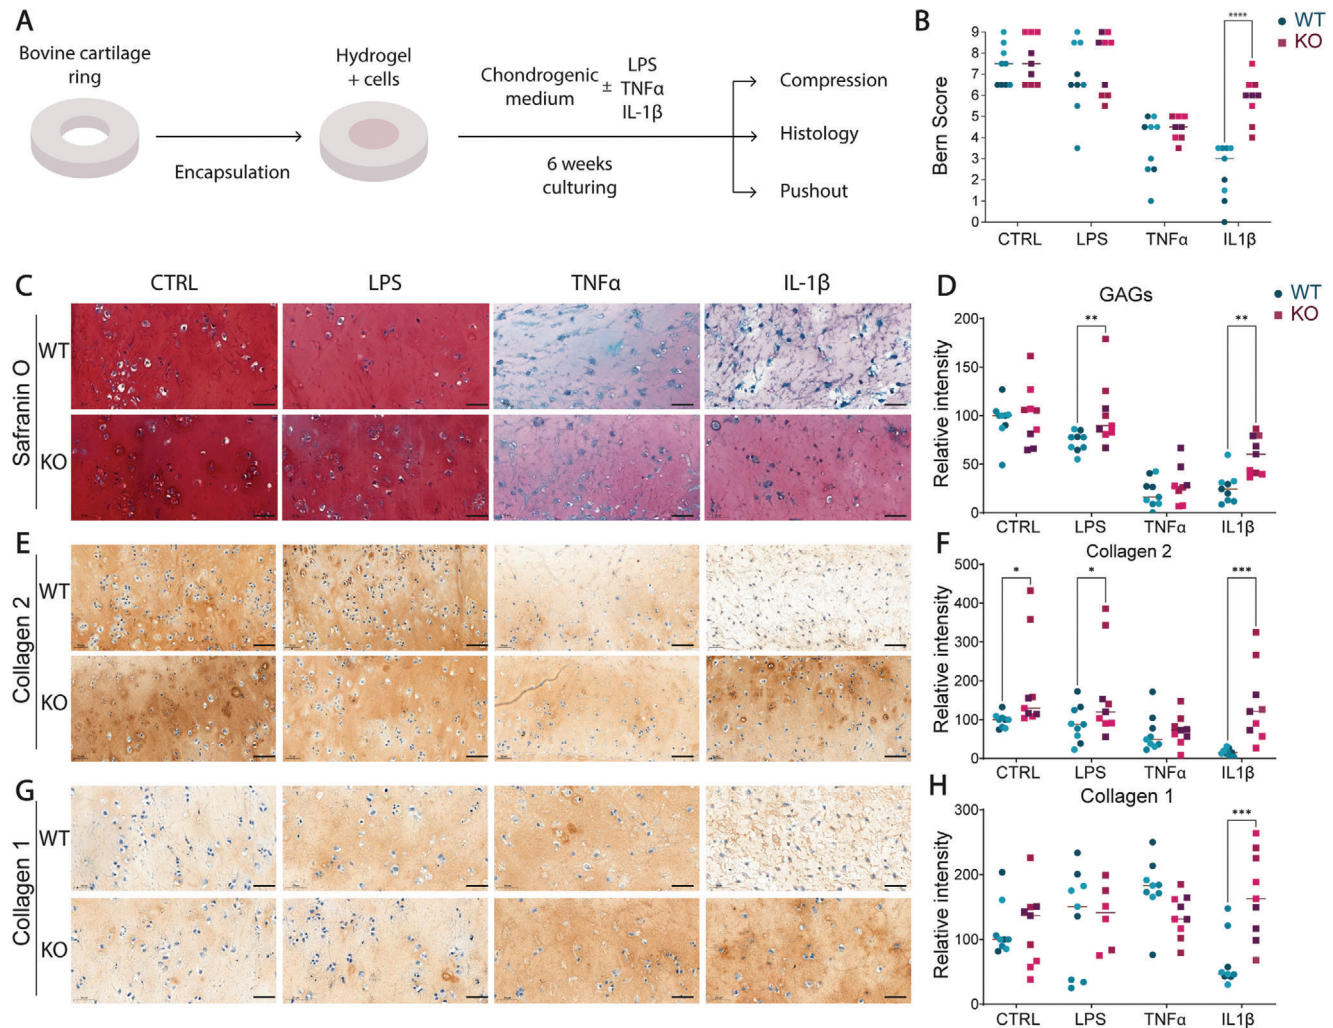 A
Bovine cartilage
ring
Encapsulation
Hydrogel
+ cells
Chondrogenic
medium
±
LPS
TNFα
IL-1β
6 weeks
culturing
Compression
Histology
Pushout
B
****
WT
KO
Bern Score
9
8
7
6
5
4
3
2
1
0
CTRL LPS TNFα IL1β
C
CTRL LPS TNFα IL-1β
Safranin O
WT
KO
D
GAGs
WT
KO
Relative intensity
200
150
100
50
0
** **
CTRL LPS TNFα IL1β
E
Collagen 2
WT
KO
F
Collagen 2
Relative intensity
500
400
300
200
100
0
* * ***
CTRL LPS TNFα IL1β
G
Collagen 1
WT
KO
H
Collagen 1
Relative intensity
300
200
100
0
***
CTRL LPS TNFα IL1β